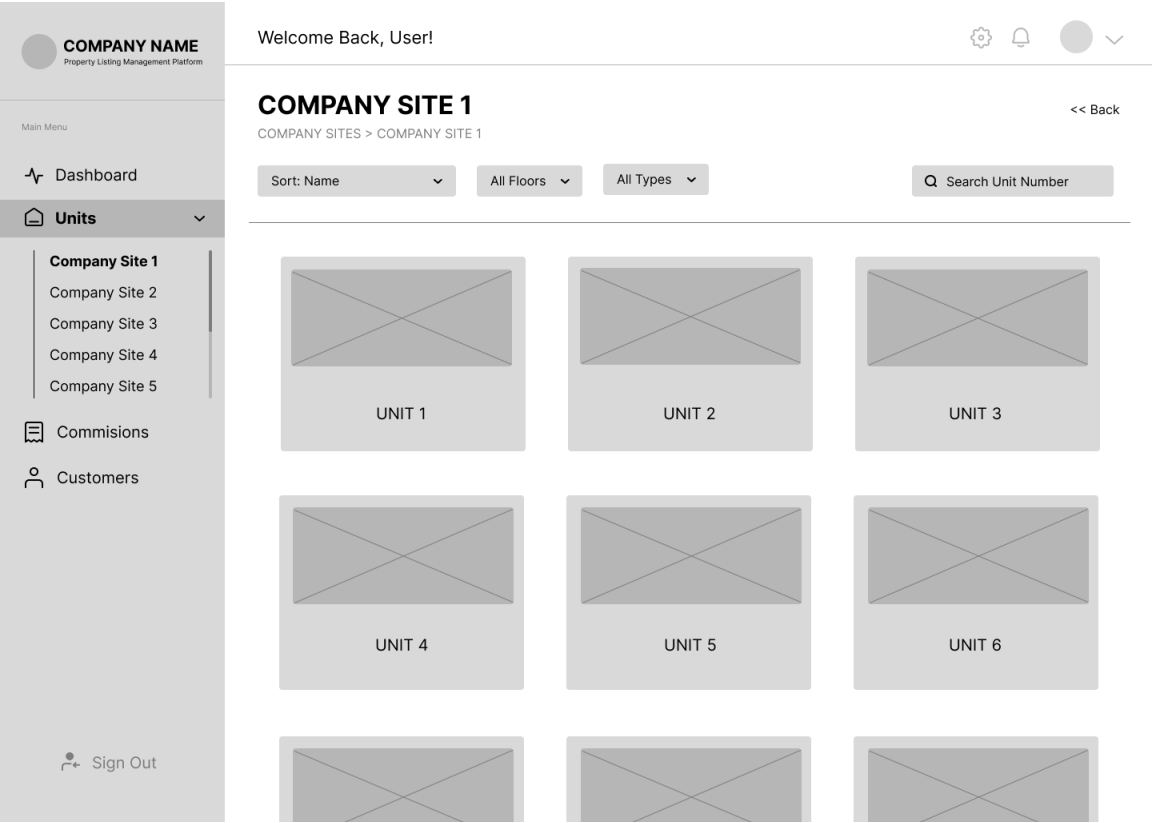 COMPANY NAME
Property Listing Management Platform
Main Menu
Dashboard
Units
Company Site 1
Company Site 2
Company Site 3
Company Site 4
Company Site 5
Commisions
Customers
Sign Out
Welcome Back, User!
COMPANY SITE 1
<< Back
COMPANY SITES > COMPANY SITE 1
Sort: Name
All Floors
All Types
Search Unit Number
UNIT 1
UNIT 2
UNIT 3
UNIT 4
UNIT 5
UNIT 6